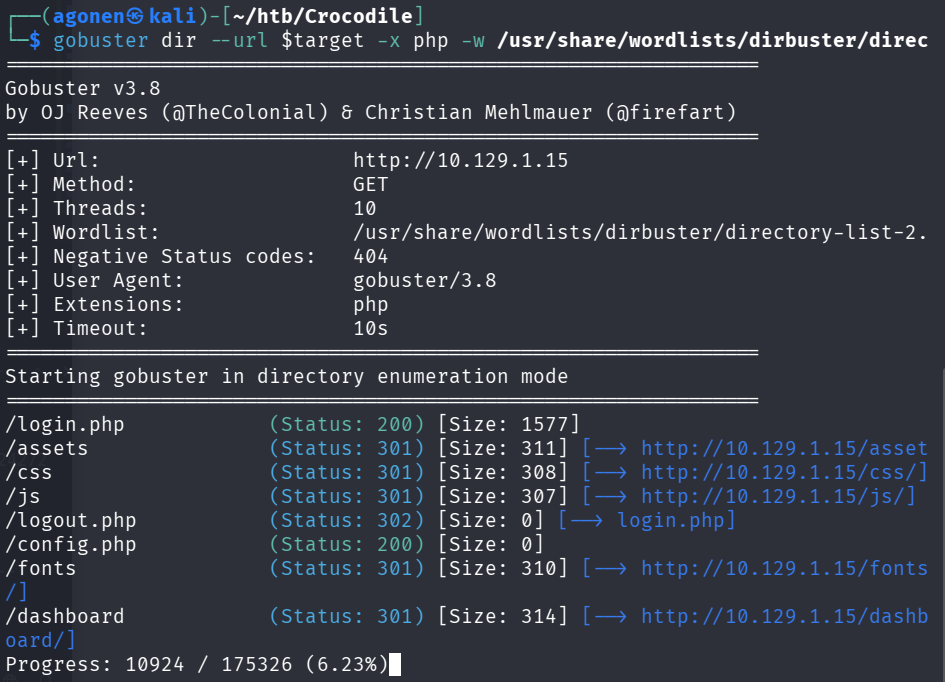 ┌──(agonen㉿kali)-[~/htb/Crocodile]
└─$ gobuster dir --url $target -x php -w /usr/share/wordlists/dirbuster/direc
===============================================================
Gobuster v3.8
by OJ Reeves (@TheColonial) & Christian Mehlmauer (@firefart)
===============================================================
[+] Url:                     http://10.129.1.15
[+] Method:                  GET
[+] Threads:                 10
[+] Wordlist:                /usr/share/wordlists/dirbuster/directory-list-2.
[+] Negative Status codes:   404
[+] User Agent:              gobuster/3.8
[+] Extensions:              php
[+] Timeout:                 10s
===============================================================
Starting gobuster in directory enumeration mode
===============================================================
/login.php            (Status: 200) [Size: 1577]
/assets               (Status: 301) [Size: 311] [--> http://10.129.1.15/asset
/css                  (Status: 301) [Size: 308] [--> http://10.129.1.15/css/]
/js                   (Status: 301) [Size: 307] [--> http://10.129.1.15/js/]
/logout.php           (Status: 302) [Size: 0] [--> login.php]
/config.php           (Status: 200) [Size: 0]
/fonts                (Status: 301) [Size: 310] [--> http://10.129.1.15/fonts
/]
/dashboard            (Status: 301) [Size: 314] [--> http://10.129.1.15/dashb
oard/]
Progress: 10924 / 175326 (6.23%)